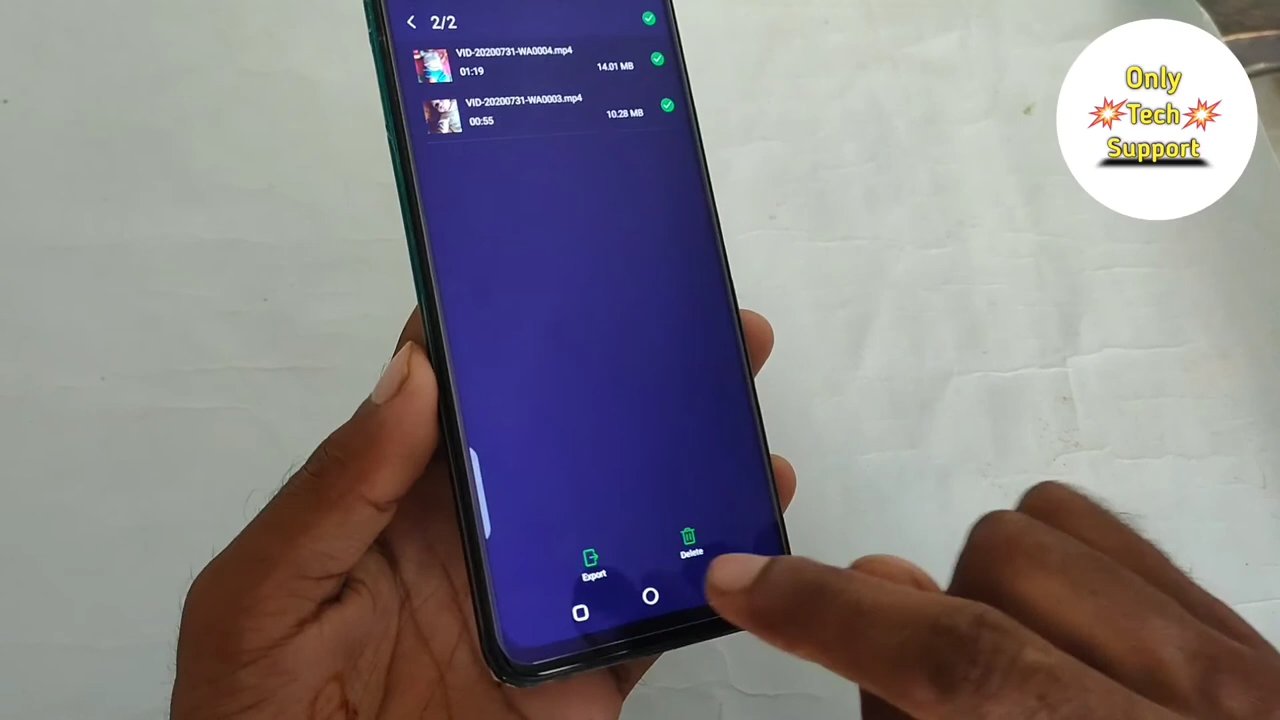 2/2
VID-20200731-WA0004.mp4
01:19
14.01 MB
VID-20200731-WA0003.mp4
00:55
10.28 MB
Export
Delete
Only
Tech
Support